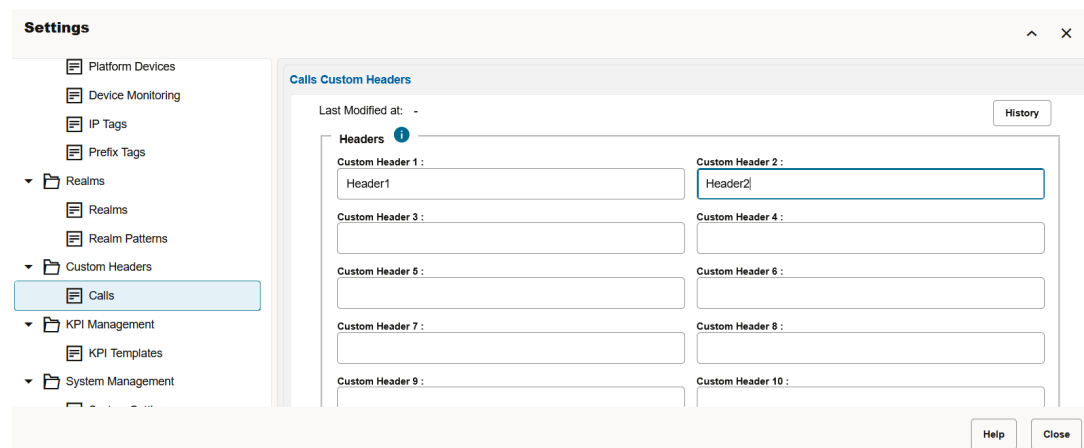 Settings
Platform Devices
Device Monitoring
IP Tags
Prefix Tags
Realms
Realms
Realm Patterns
Custom Headers
Calls
KPI Management
KPI Templates
System Management
Calls Custom Headers
Last Modified at: -
History
Headers
Custom Header 1 : Custom Header 2 :
Header1 Header2
Custom Header 3 : Custom Header 4 :
Custom Header 5 : Custom Header 6 :
Custom Header 7 : Custom Header 8 :
Custom Header 9 : Custom Header 10 :
Help Close